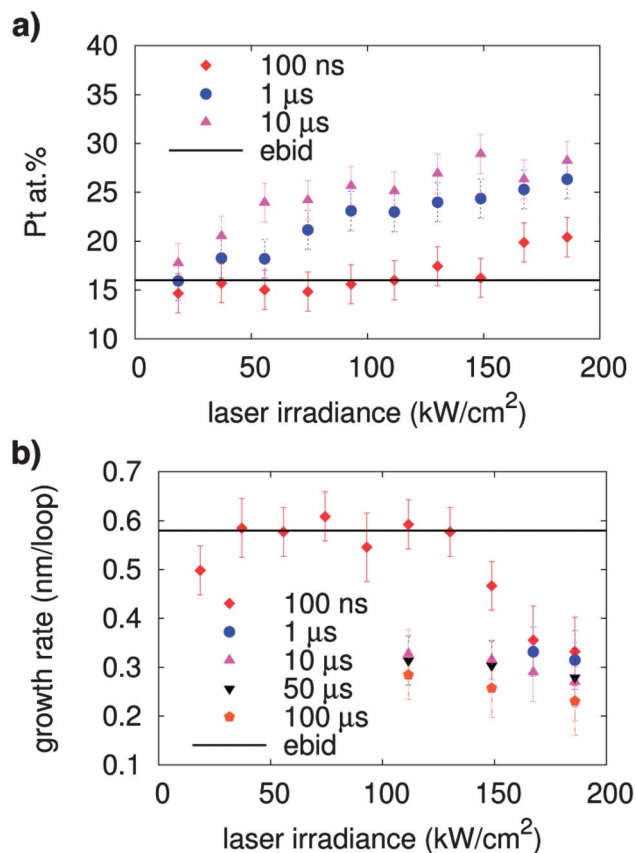 a)
40
35
30
25
20
15
10
Pt at.%
100 ns
1 µs
10 µs
ebid
0 50 100 150 200
laser irradiance (kW/cm²)
b)
0.7
0.6
0.5
0.4
0.3
0.2
0.1
growth rate (nm/loop)
100 ns
1 µs
10 µs
50 µs
100 µs
ebid
0 50 100 150 200
laser irradiance (kW/cm²)